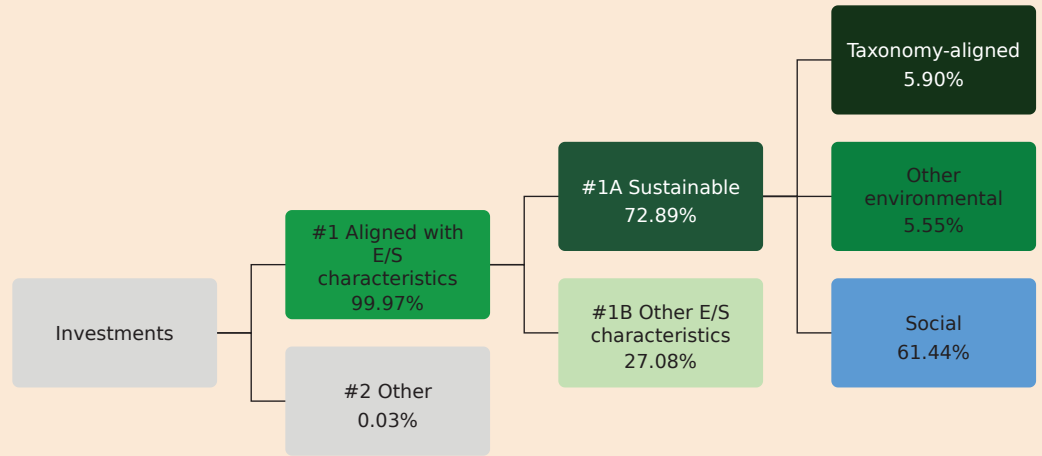 Investments
#1 Aligned with
E/S
characteristics
99.97%
#2 Other
0.03%
#1A Sustainable
72.89%
#1B Other E/S
characteristics
27.08%
Taxonomy-aligned
5.90%
Other
environmental
5.55%
Social
61.44%